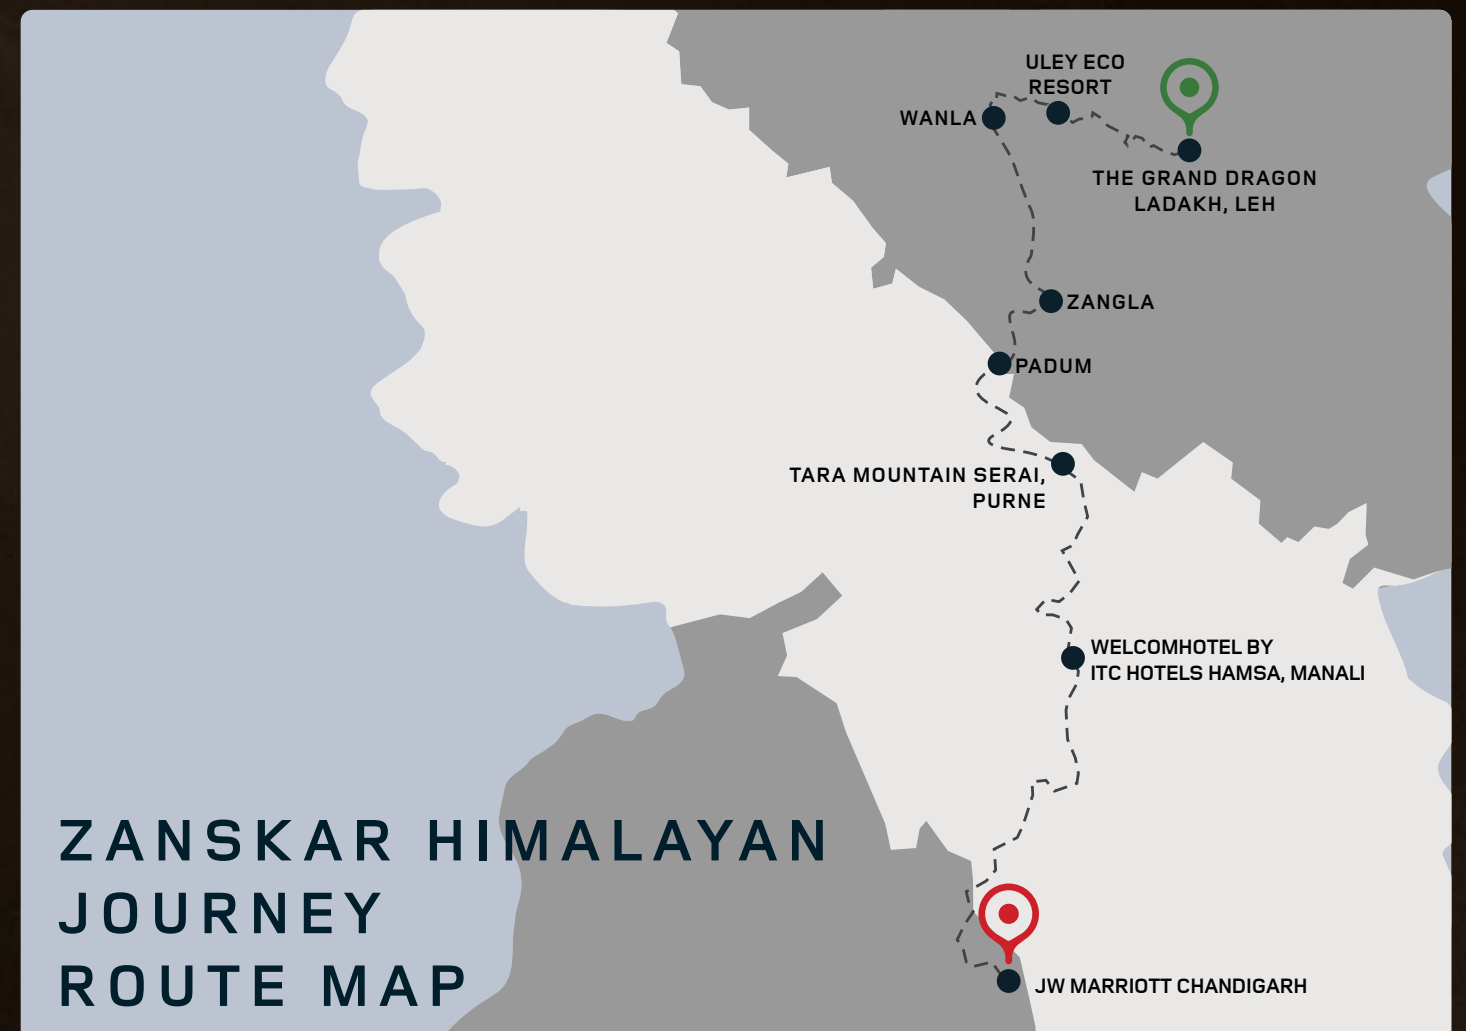 ULEY ECO
RESORT
WANLA
THE GRAND DRAGON
LADAKH, LEH
ZANGLA
PADUM
TARA MOUNTAIN SERAI,
PURNE
WELCOMHOTEL BY
ITC HOTELS HAMSA, MANALI
ZANSKAR HIMALAYAN
JOURNEY
ROUTE MAP
JW MARRIOTT CHANDIGARH